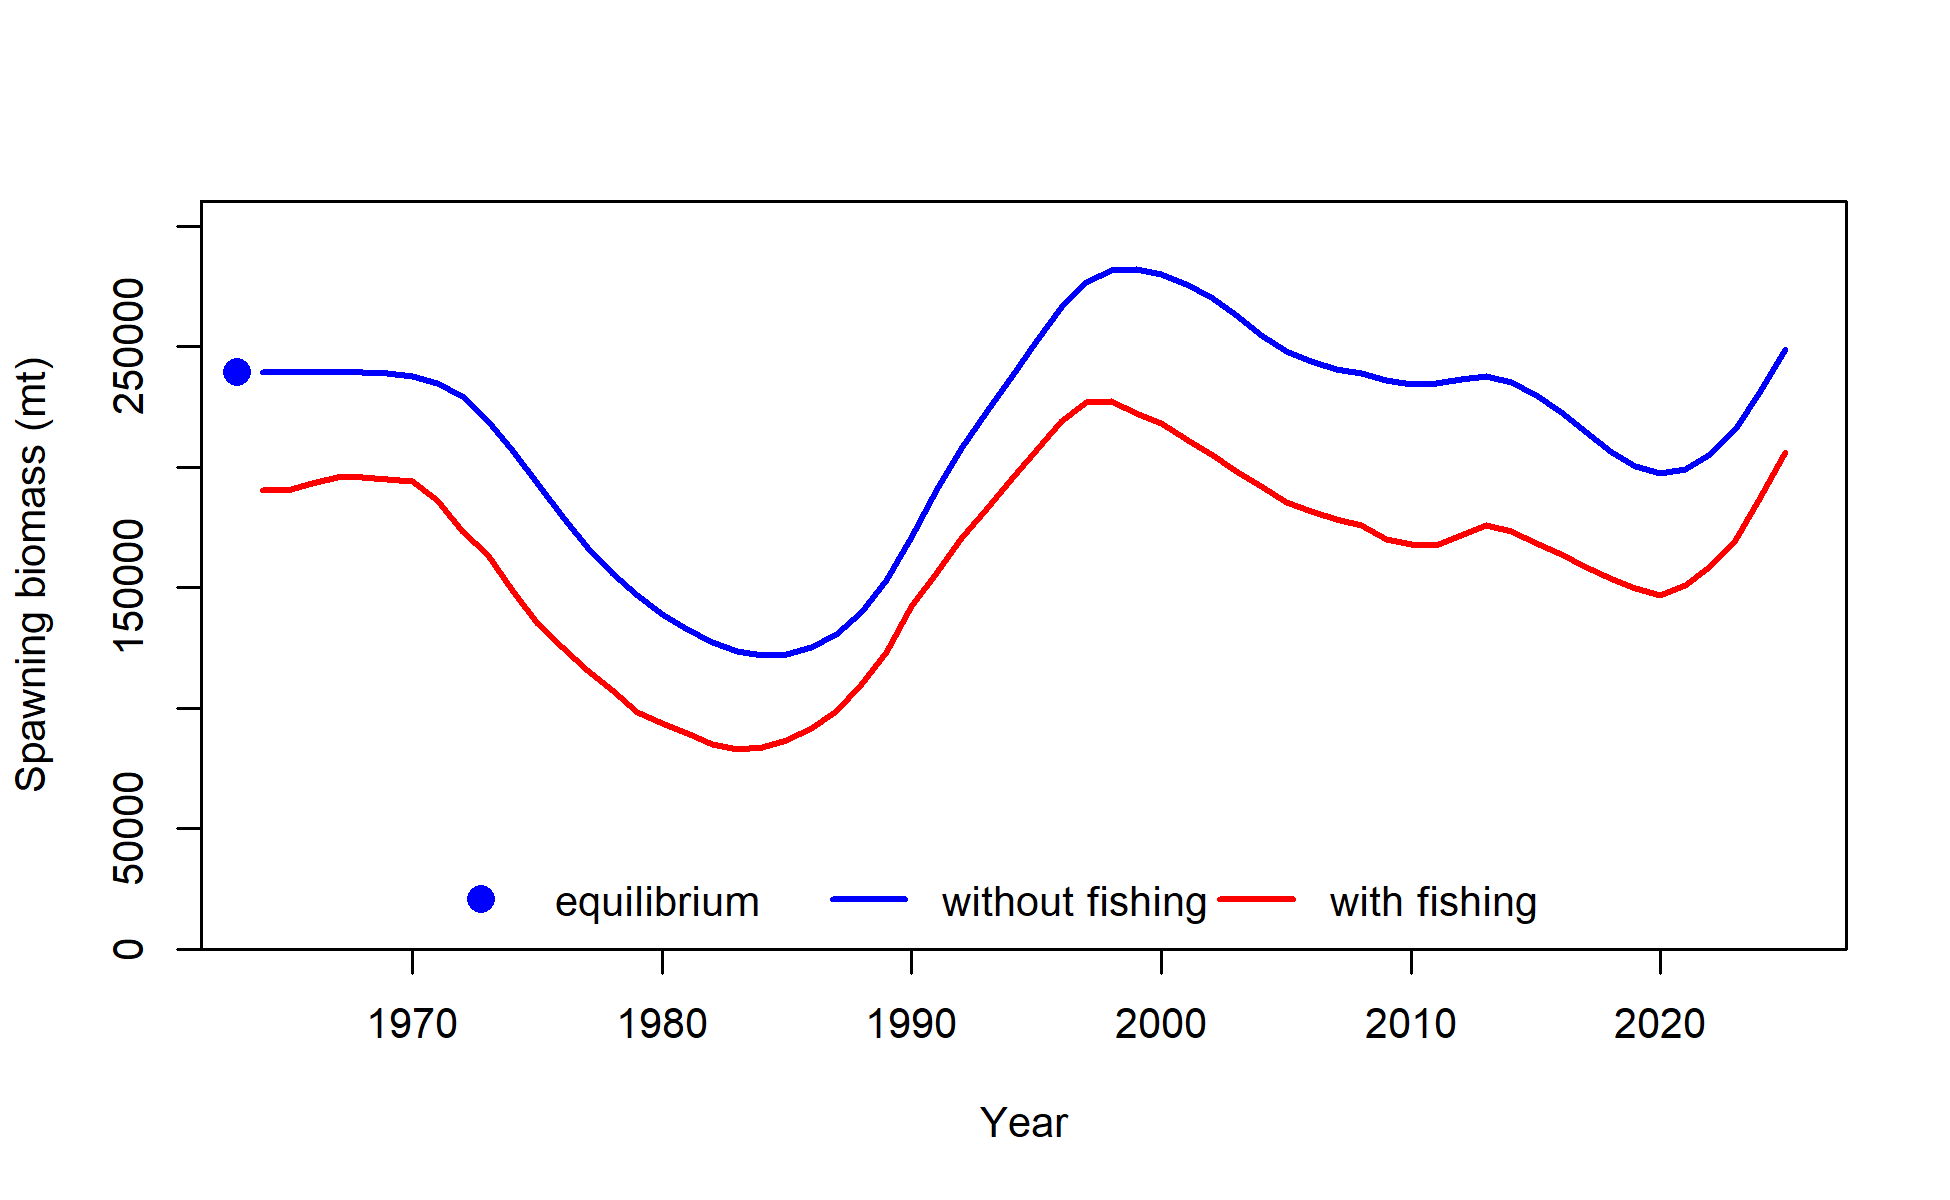 Spawning biomass (mt)
250000
150000
50000
0
equilibrium without fishing with fishing
1970 1980 1990 2000 2010 2020
Year